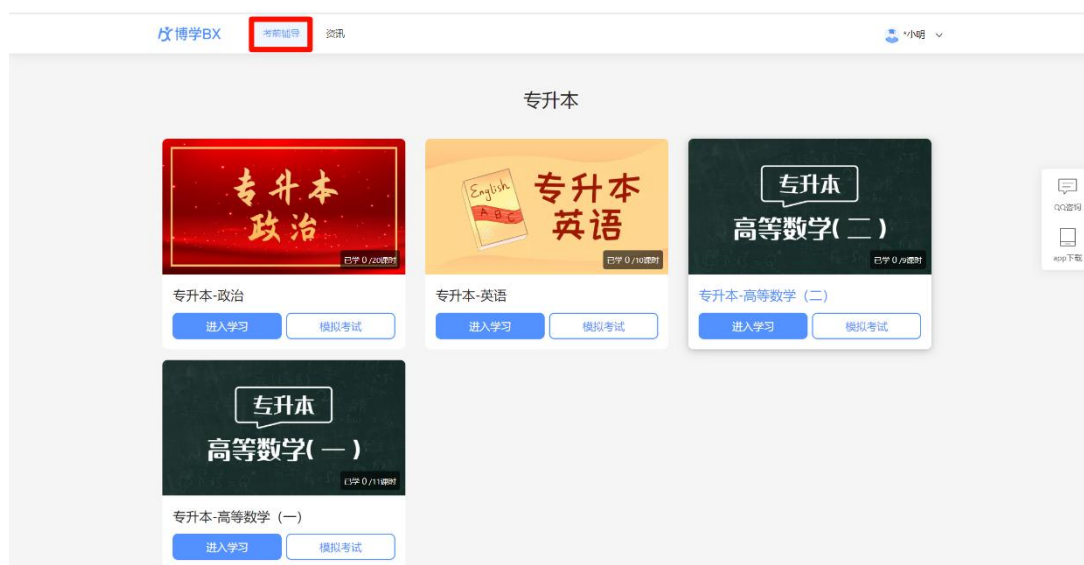 博学BX 考前辅导 资讯 *小明
专升本
专升本
政治
已学 0 /20课时
English
ABC
专升本
英语
已学 0 /10课时
专升本
高等数学(二)
已学 0 /9课时
QQ咨询
app下载
专升本-政治
专升本-英语
专升本-高等数学（二）
进入学习 模拟考试
进入学习 模拟考试
进入学习 模拟考试
专升本
高等数学(一)
已学 0 /11课时
专升本-高等数学（一）
进入学习 模拟考试